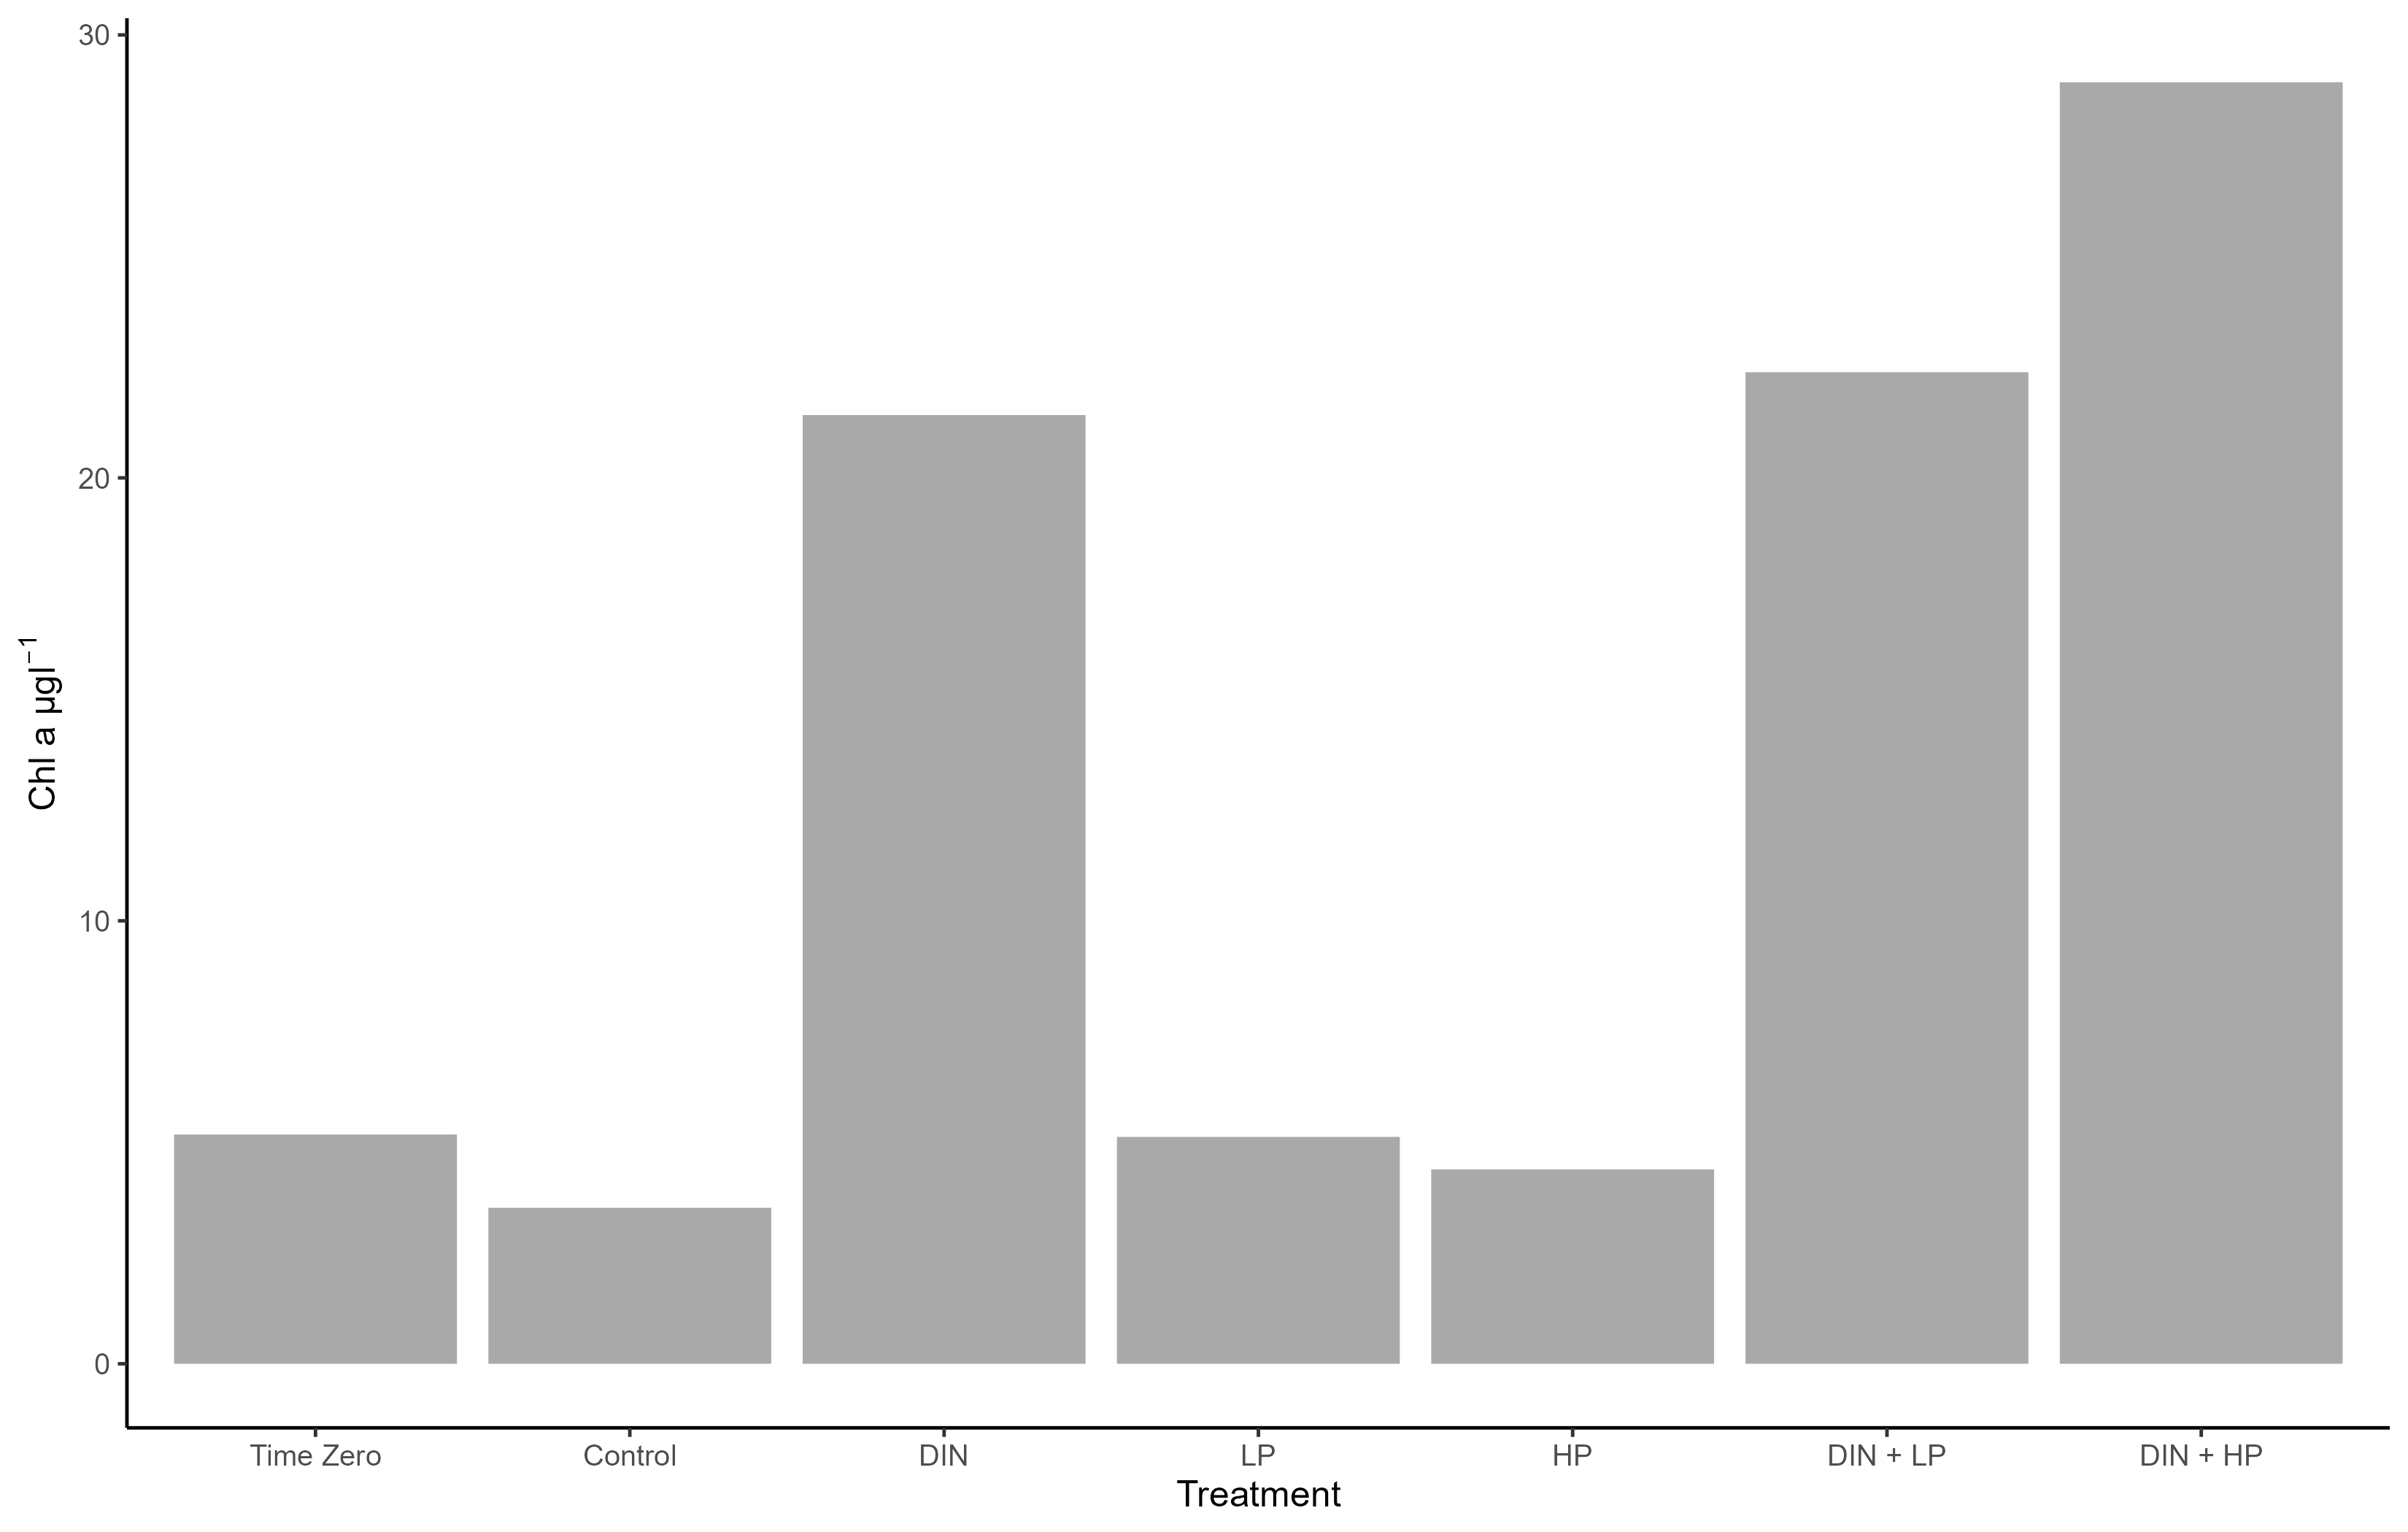 Chl a µgl⁻¹
30
20
10
0
Time Zero Control DIN LP HP DIN + LP DIN + HP
Treatment